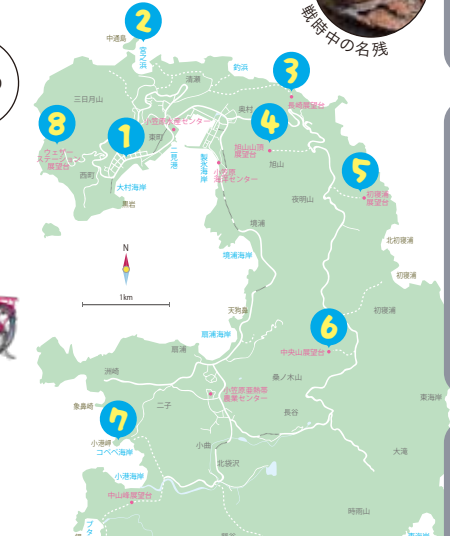 戦時中の名残
2
中通島
宮之浜
釣浜
3
長崎展望台
清瀬
奥村
三日月山
小笠原水産センター
4
旭山山頂
展望台
旭山
8
ウェザー
ステーション
展望台
1
東町
二見港
製氷海岸
小笠原
海洋センター
5
初寝浦
展望台
西町
大村海岸
黒岩
夜明山
境浦
境浦海岸
北初寝浦
初寝浦
N
1km
天狗鼻
初寝浦
6
中央山展望台
扇浦海岸
扇浦
洲崎
桑ノ木山
小笠原亜熱帯
農業センター
東海岸
象鼻崎
7
二子
長谷
小港岬
コペペ海岸
小曲
北袋沢
大滝
小港海岸
中山峠展望台
時雨山
ブタ